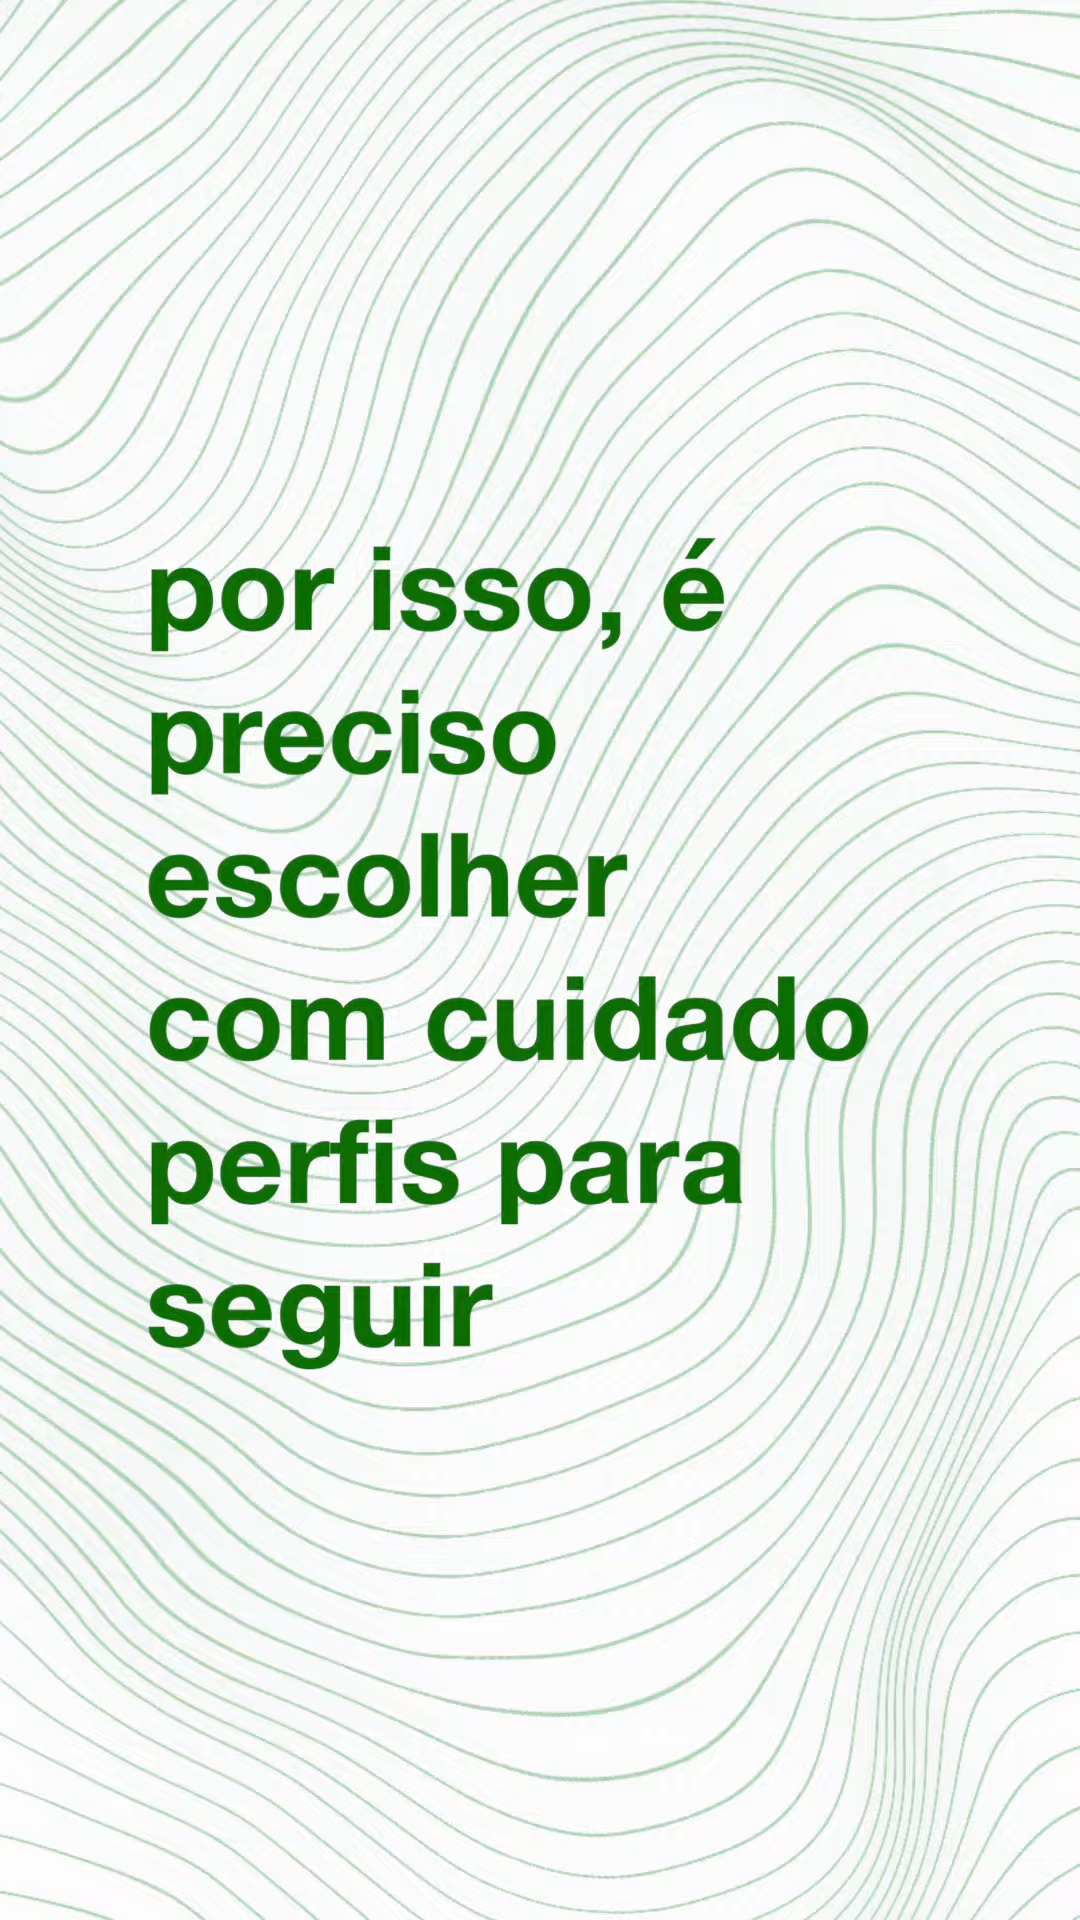 por isso, é
preciso
escolher
com cuidado
perfis para
seguir